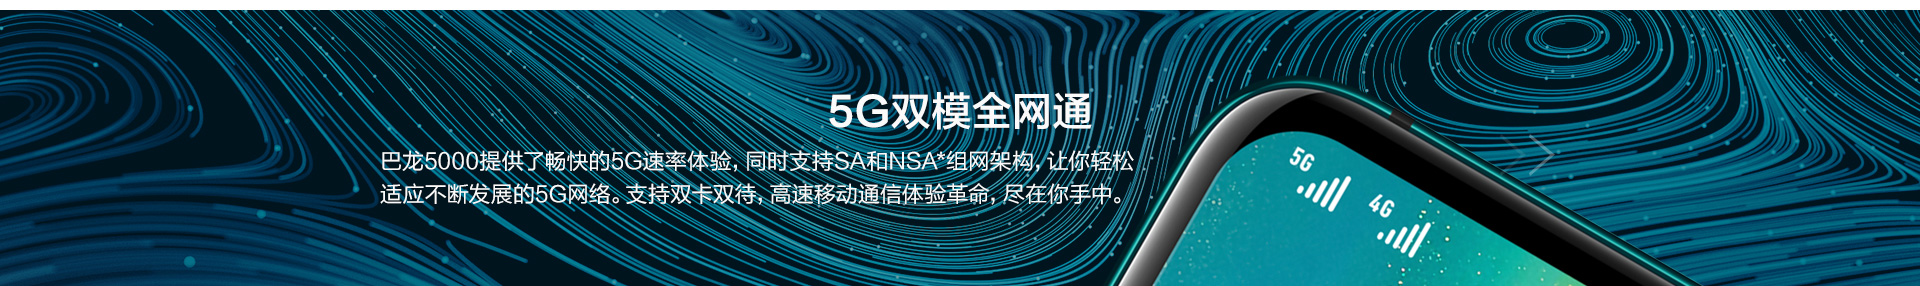 5G双模全网通
巴龙5000提供了畅快的5G速率体验, 同时支持SA和NSA*组网架构, 让你轻松
适应不断发展的5G网络。支持双卡双待, 高速移动通信体验革命, 尽在你手中。
5G
4G